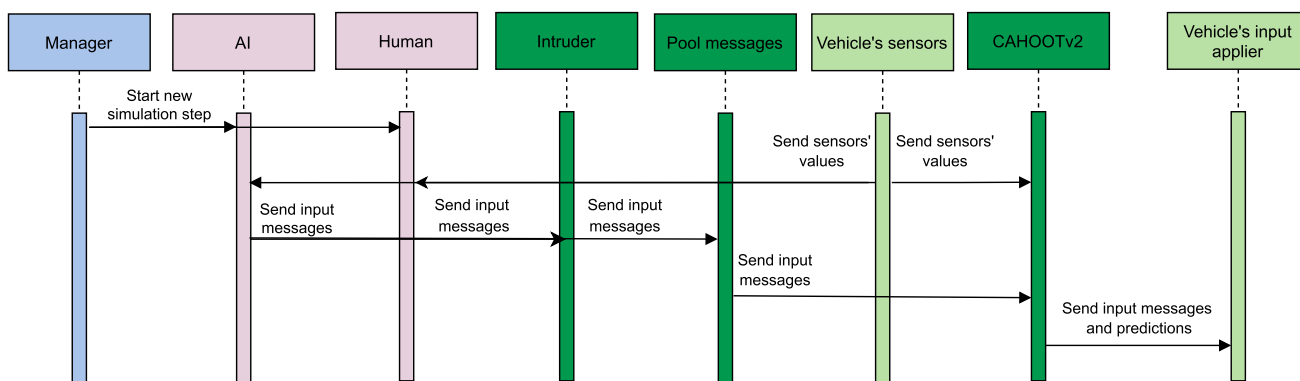 Manager
AI
Human
Intruder
Pool messages
Vehicle's sensors
CAHOOTv2
Vehicle's input
applier
Start new
simulation step
Send sensors'
values
Send sensors'
values
Send input
messages
Send input
messages
Send input
messages
Send input
messages
Send input messages
and predictions